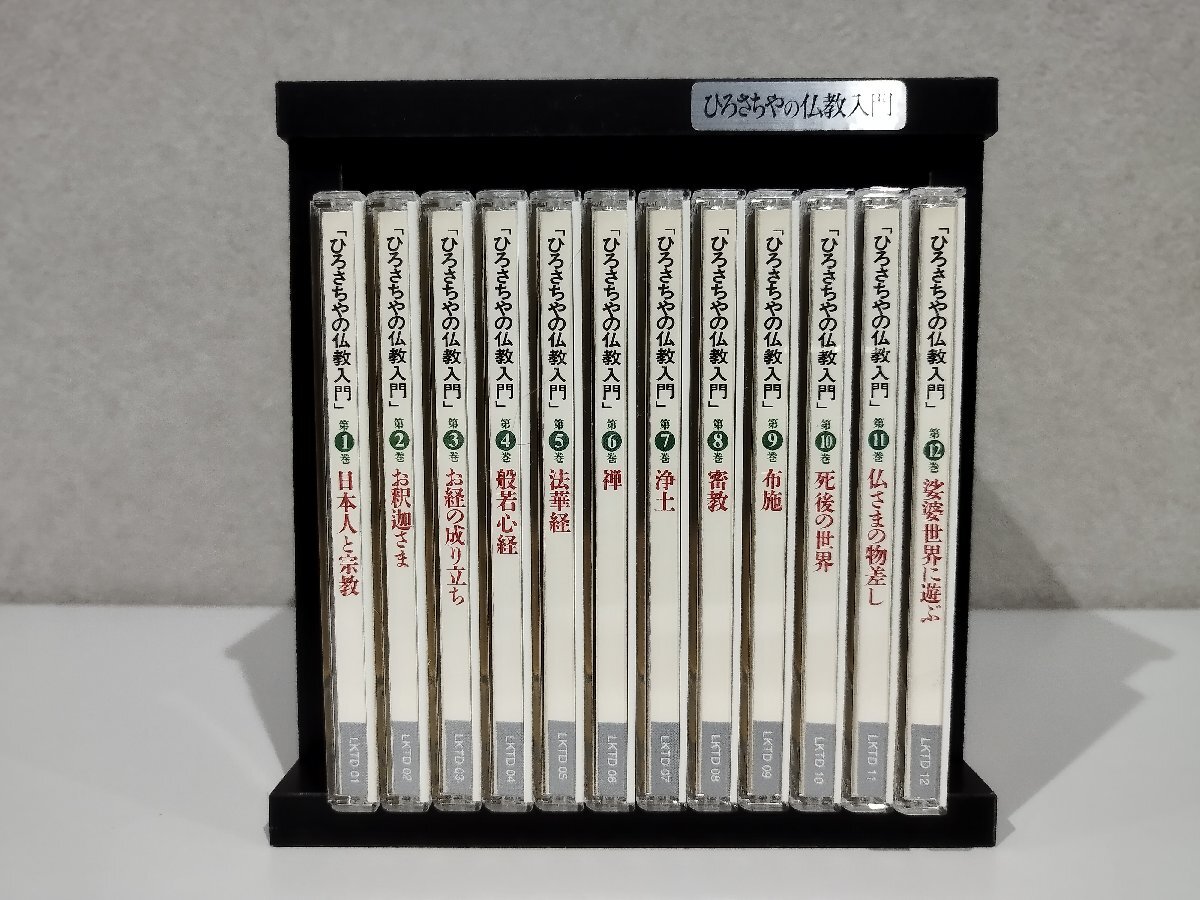 ひろさちやの仏教入門
「ひろさちやの仏教入門」 第1巻 日本人と宗教 LKTD 01
「ひろさちやの仏教入門」 第2巻 お釈迦さま LKTD 02
「ひろさちやの仏教入門」 第3巻 お経の成り立ち LKTD 03
「ひろさちやの仏教入門」 第4巻 般若心経 LKTD 04
「ひろさちやの仏教入門」 第5巻 法華経 LKTD 05
「ひろさちやの仏教入門」 第6巻 禅 LKTD 06
「ひろさちやの仏教入門」 第7巻 浄土 LKTD 07
「ひろさちやの仏教入門」 第8巻 密教 LKTD 08
「ひろさちやの仏教入門」 第9巻 布施 LKTD 09
「ひろさちやの仏教入門」 第10巻 死後の世界 LKTD 10
「ひろさちやの仏教入門」 第11巻 仏さまの物差し LKTD 11
「ひろさちやの仏教入門」 第12巻 娑婆世界に遊ぶ LKTD 12